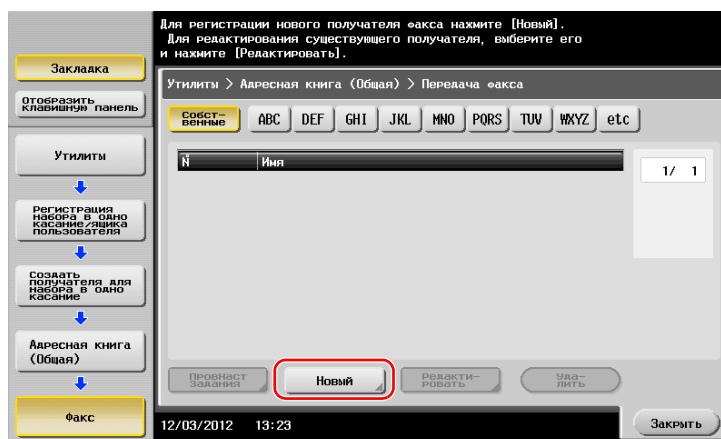 Для регистрации нового получателя факса нажмите [Новый].
Для редактирования существующего получателя, выберите его
и нажмите [Редактировать].
Закладка
Отобразить
клавишную панель
Утилиты > Адресная книга (Общая) > Передача факса
Собст-
венные
ABC
DEF
GHI
JKL
MNO
PQRS
TUV
WXYZ
etc
Утилиты
N
Имя
1/ 1
Регистрация
набора в одно
касание/ящика
пользователя
Создать
получателя для
набора в одно
касание
Адресная книга
(Общая)
ПровНаст
Задания
Новый
Редакти-
ровать
Уда-
лить
Факс
12/03/2012 13:23
Закрыть